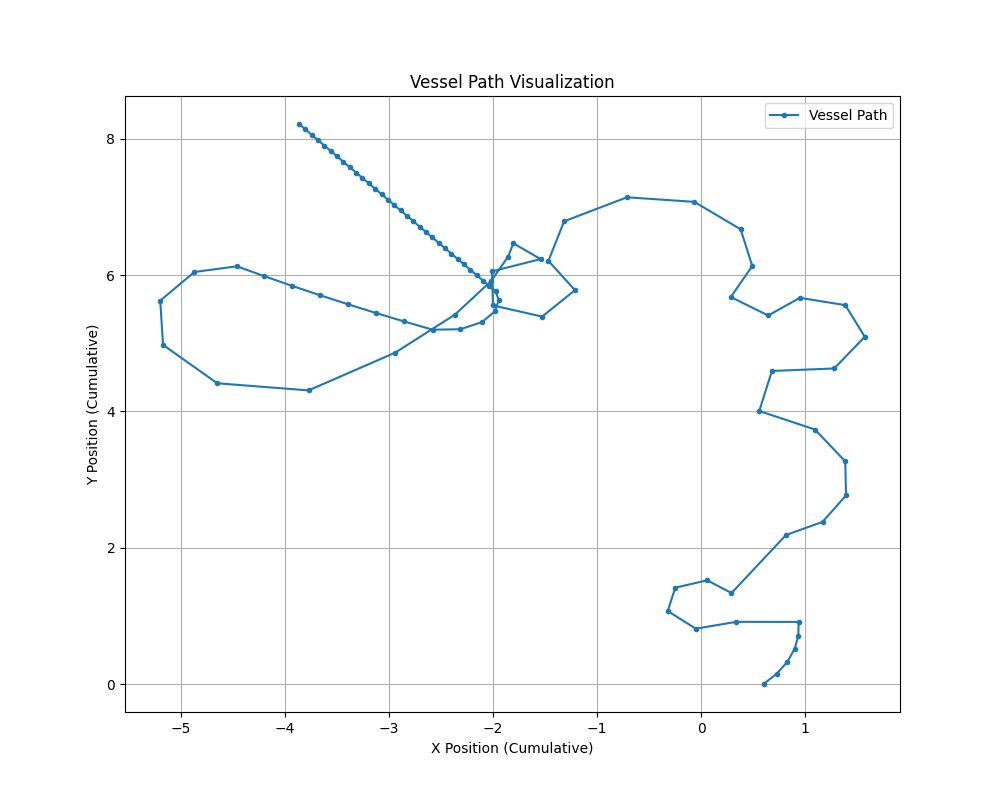 Vessel Path Visualization
Vessel Path
8
6
4
2
0
Y Position (Cumulative)
−5 −4 −3 −2 −1 0 1
X Position (Cumulative)